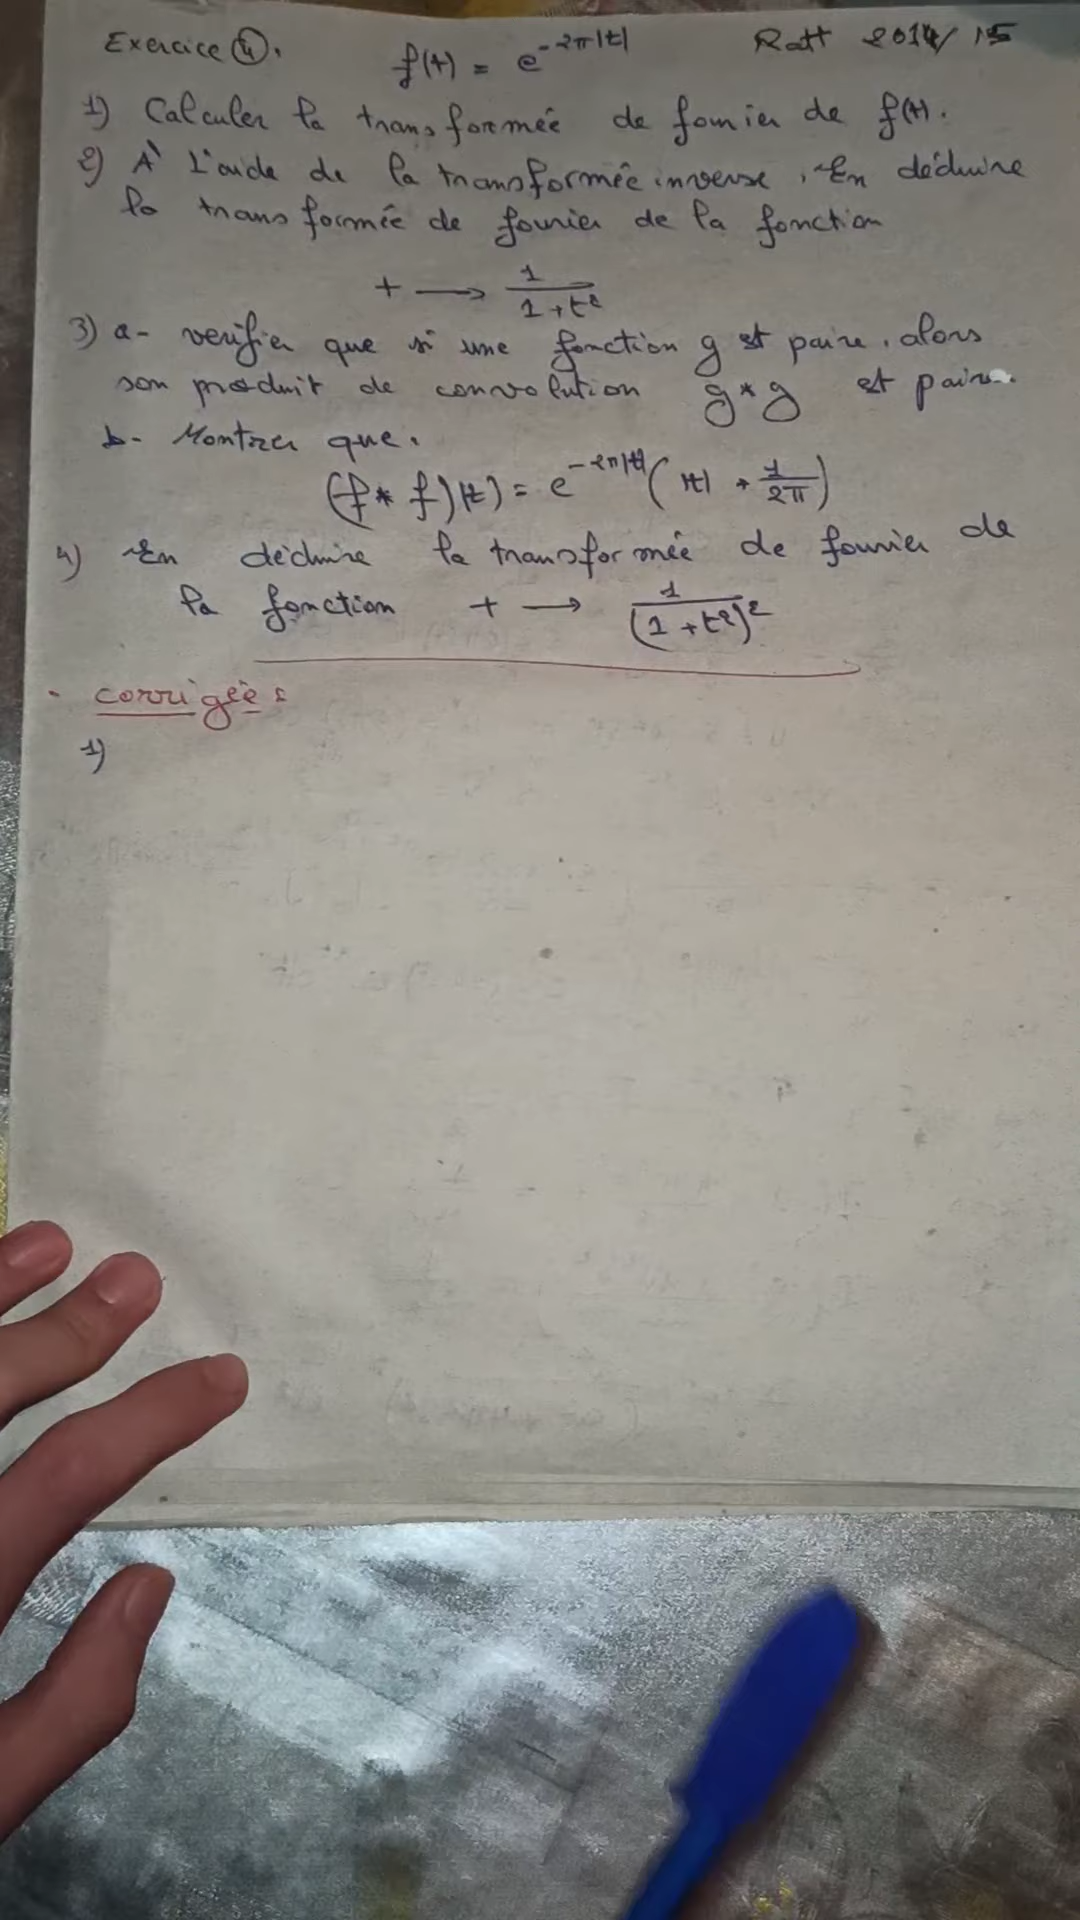 Exercice ④. f(t) = e^{-2π|t|} Ratt 2014/15
1) Calculer la transformée de fourier de f(t).
2) A' L'aide de la transformée inverse, En déduire
la transformée de fourier de la fonction
t → 1/(1+t²)
3) a- verifier que si une fonction g est paire, alors
son produit de convolution g*g est paire.
b- Montrer que.
(f * f)(t) = e^{-2π|t|}(|t| + 1/2π)
4) En déduire la transformée de fourier de
la fonction t → 1/(1+t²)²
corrigée :
1)